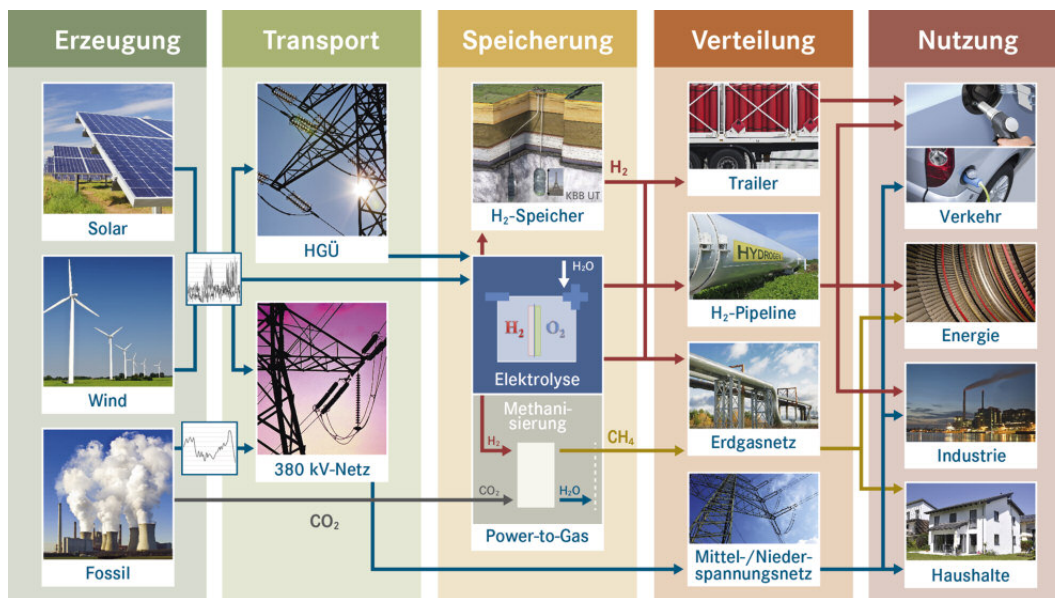 Erzeugung
Transport
Speicherung
Verteilung
Nutzung
Solar
Wind
Fossil
HGÜ
380 kV-Netz
CO₂
KBB UT
H₂-Speicher
H₂
H₂O
H₂
O₂
Elektrolyse
Methani-
sierung
H₂
CO₂
H₂O
CH₄
Power-to-Gas
Trailer
HYDROGEN
H₂-Pipeline
Erdgasnetz
Mittel-/Nieder-
spannungsnetz
Verkehr
Energie
Industrie
Haushalte